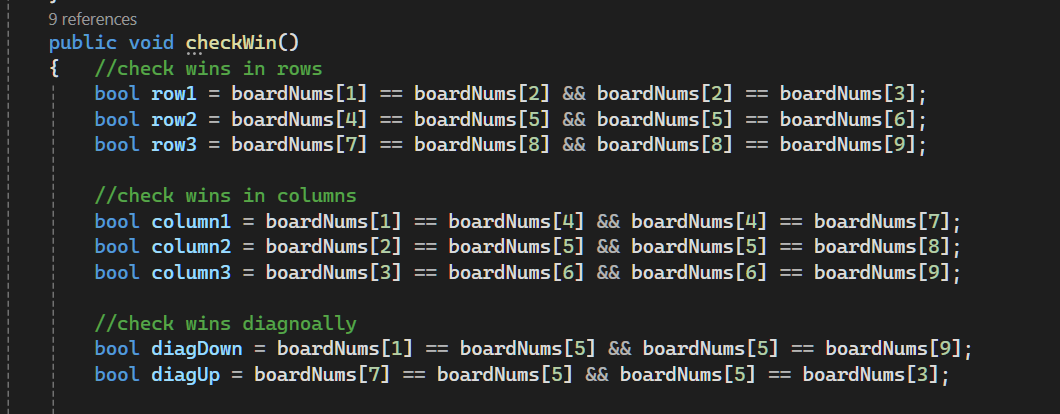 9 references
public void checkWin()
{   //check wins in rows
bool row1 = boardNums[1] == boardNums[2] && boardNums[2] == boardNums[3];
bool row2 = boardNums[4] == boardNums[5] && boardNums[5] == boardNums[6];
bool row3 = boardNums[7] == boardNums[8] && boardNums[8] == boardNums[9];
//check wins in columns
bool column1 = boardNums[1] == boardNums[4] && boardNums[4] == boardNums[7];
bool column2 = boardNums[2] == boardNums[5] && boardNums[5] == boardNums[8];
bool column3 = boardNums[3] == boardNums[6] && boardNums[6] == boardNums[9];
//check wins diagnoally
bool diagDown = boardNums[1] == boardNums[5] && boardNums[5] == boardNums[9];
bool diagUp = boardNums[7] == boardNums[5] && boardNums[5] == boardNums[3];